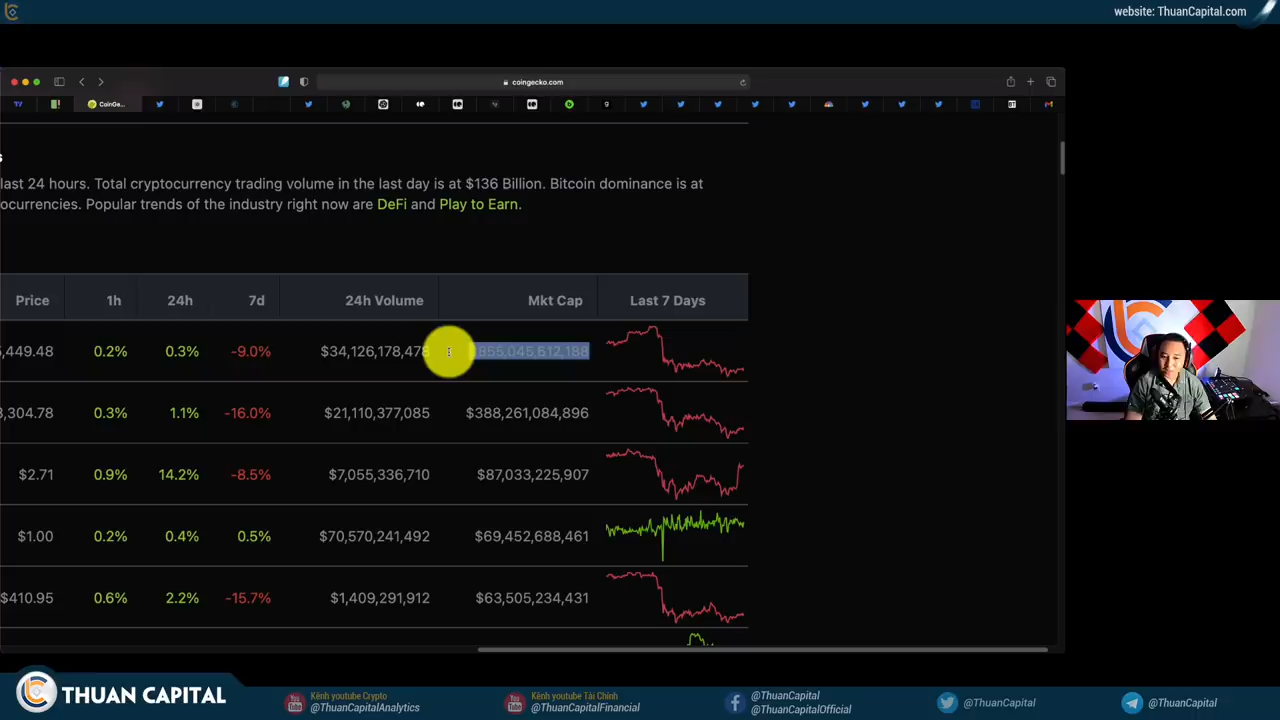 website: ThuanCapital.com
coingecko.com
CoinGe...
last 24 hours. Total cryptocurrency trading volume in the last day is at $136 Billion. Bitcoin dominance is at
ocurrencies. Popular trends of the industry right now are DeFi and Play to Earn.
Price 1h 24h 7d 24h Volume Mkt Cap Last 7 Days
,449.48 0.2% 0.3% -9.0% $34,126,178,478 855,045,612,188
,304.78 0.3% 1.1% -16.0% $21,110,377,085 $388,261,084,896
$2.71 0.9% 14.2% -8.5% $7,055,336,710 $87,033,225,907
$1.00 0.2% 0.4% 0.5% $70,570,241,492 $69,452,688,461
$410.95 0.6% 2.2% -15.7% $1,409,291,912 $63,505,234,431
THUAN CAPITAL
Kênh youtube Crypto
@ThuanCapitalAnalytics
Kênh youtube Tài Chính
@ThuanCapitalFinancial
@ThuanCapital
@ThuanCapitalOfficial
@ThuanCapital
@ThuanCapital